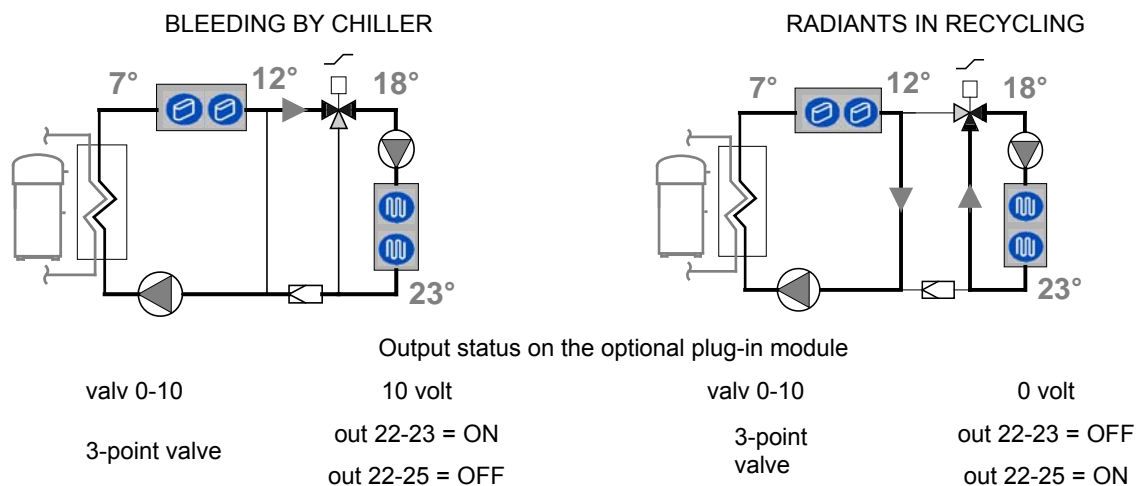 BLEEDING BY CHILLER
RADIANTS IN RECYCLING
7° 12° 18°
23°
7° 12° 18°
23°
Output status on the optional plug-in module
valv 0-10 10 volt valv 0-10 0 volt
3-point valve
out 22-23 = ON
out 22-25 = OFF
3-point
valve
out 22-23 = OFF
out 22-25 = ON